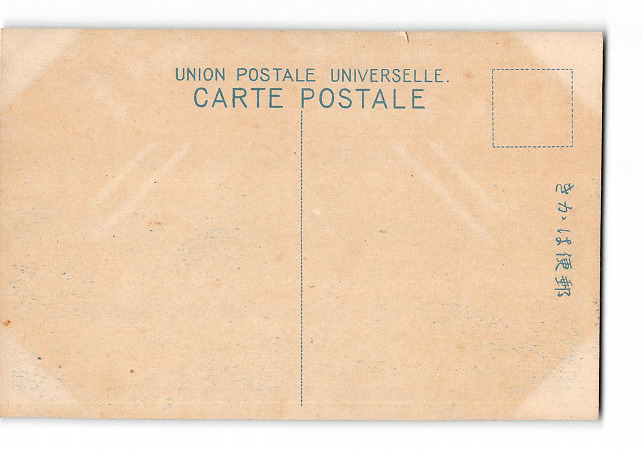 UNION POSTALE UNIVERSELLE.
CARTE POSTALE
郵便はかき